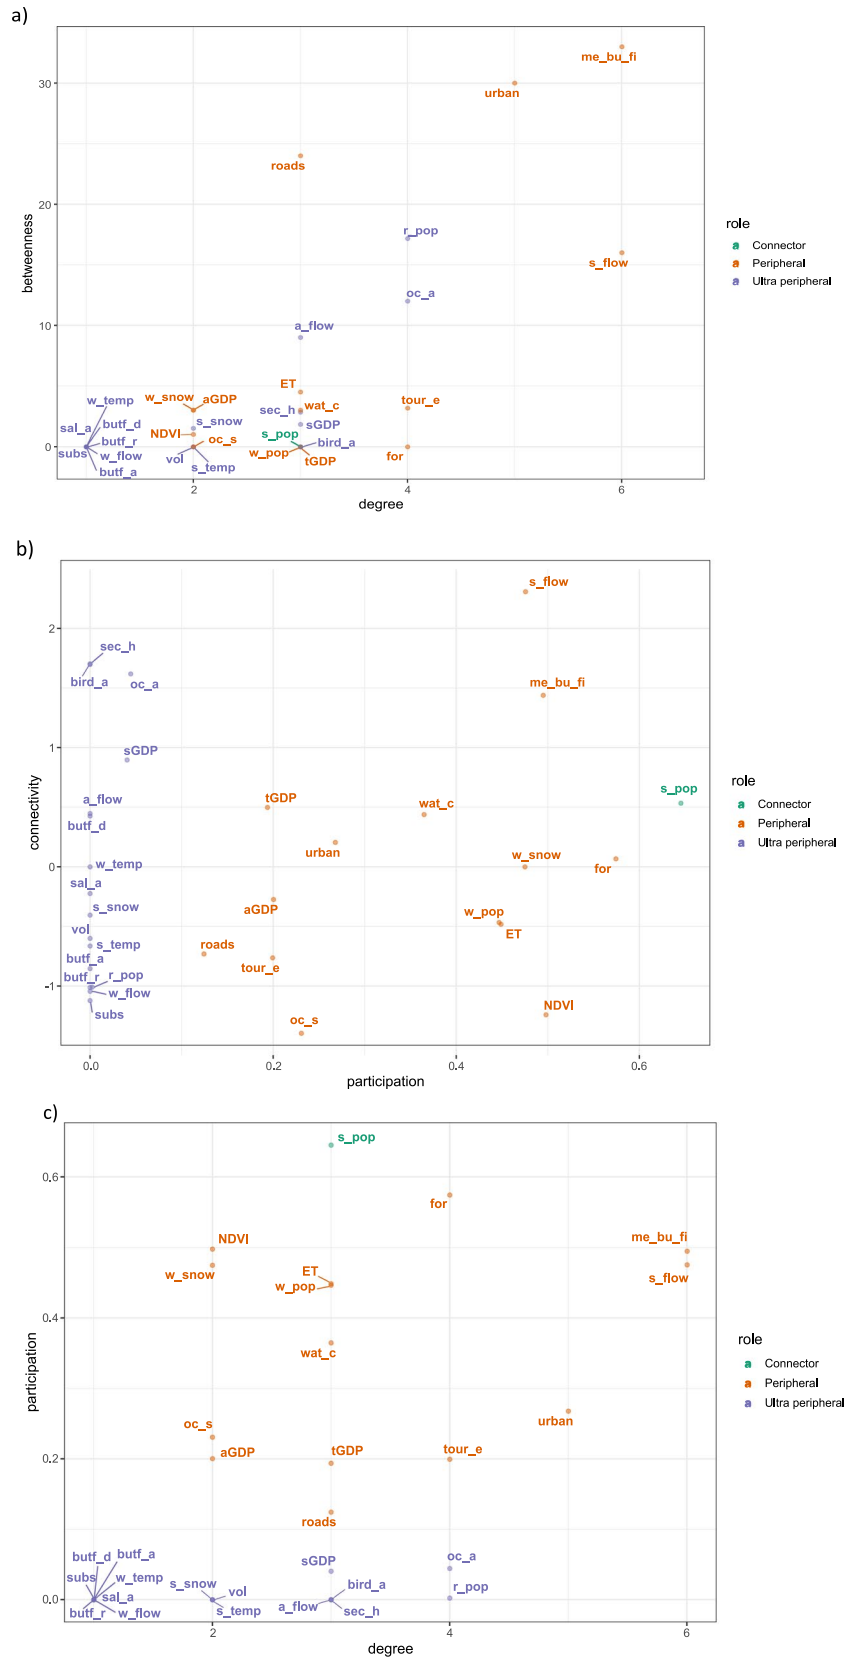 a)
me_bu_fi
30
urban
roads
20
role
r_pop
a Connector
s_flow
a Peripheral
betweenness
oc_a
a Ultra peripheral
10
a_flow
ET
w_temp
w_snow
aGDP
tour_e
sec_h
wat_c
sal_a
butf_d
s_snow
sGDP
NDVI
oc_s
s_pop
bird_a
butf_r
0
subs
w_flow
vol
w_pop
for
butf_a
s_temp
tGDP
2
4
6
degree
b)
s_flow
2
sec_h
bird_a
oc_a
me_bu_fi
1
sGDP
role
s_pop
a_flow
tGDP
wat_c
a Connector
butf_d
a Peripheral
connectivity
urban
w_snow
a Ultra peripheral
w_temp
for
0
sal_a
aGDP
s_snow
w_pop
vol
ET
s_temp
roads
butf_a
tour_e
butf_r
r_pop
-1
w_flow
NDVI
subs
oc_s
0.0
0.2
0.4
0.6
participation
c)
s_pop
0.6
for
NDVI
me_bu_fi
w_snow
ET
w_pop
s_flow
0.4
wat_c
role
a Connector
participation
a Peripheral
oc_s
urban
a Ultra peripheral
aGDP
tGDP
tour_e
0.2
roads
butf_d
butf_a
sGDP
oc_a
subs
w_temp
s_snow
vol
bird_a
r_pop
0.0
sal_a
butf_r
w_flow
s_temp
a_flow
sec_h
2
4
6
degree